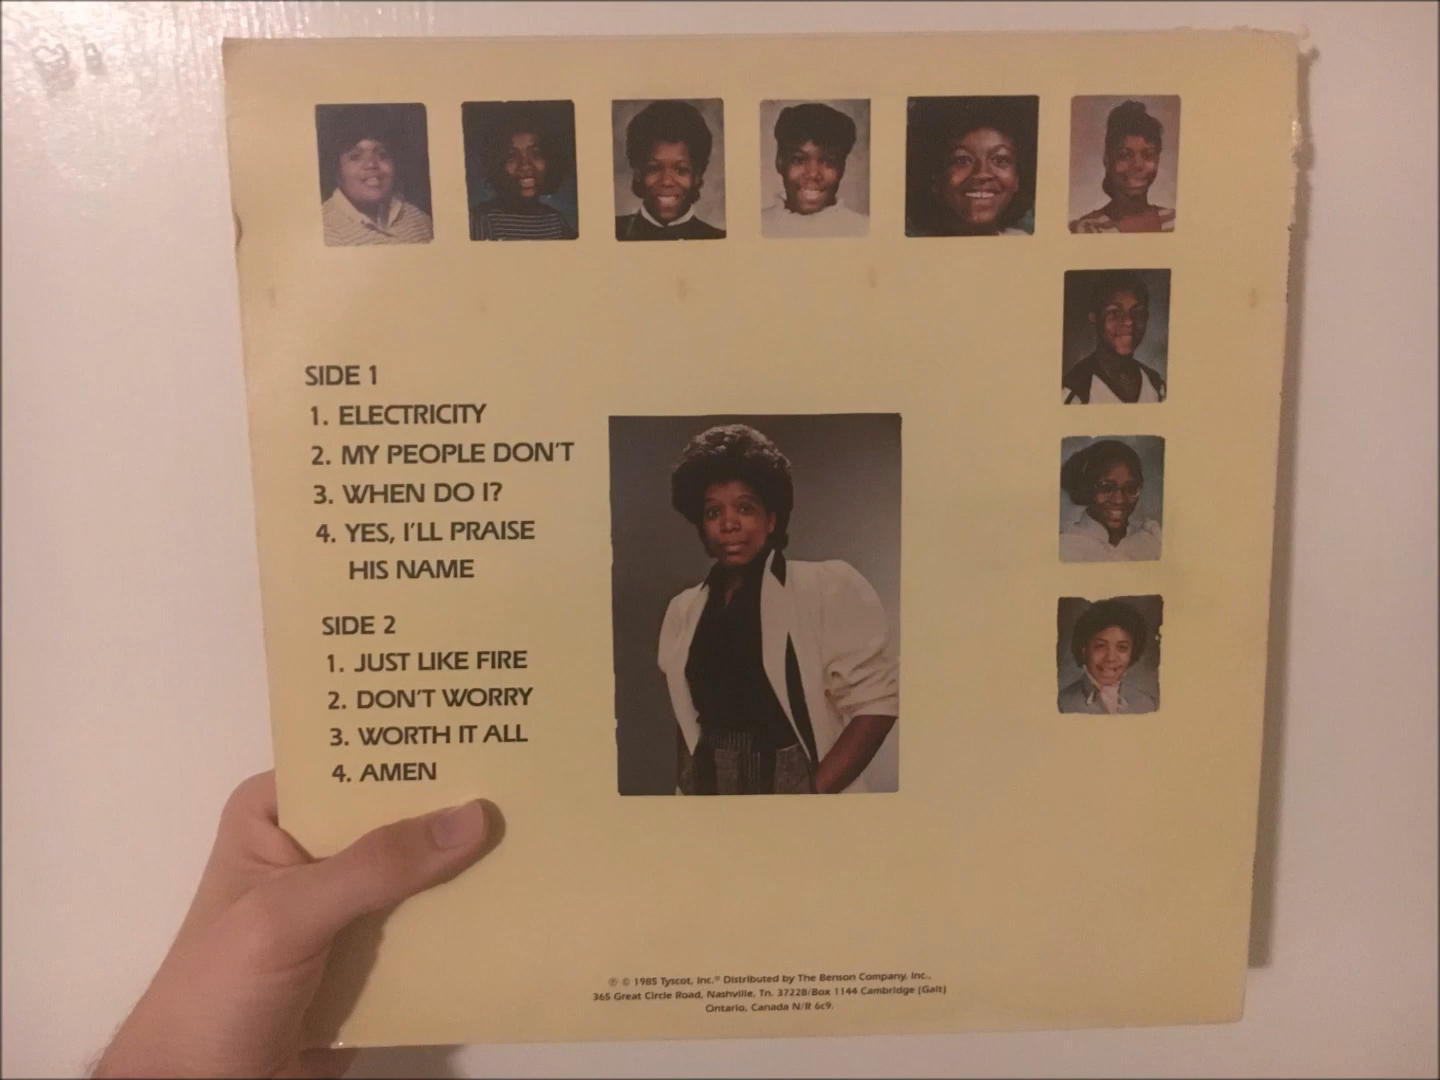 SIDE 1
1. ELECTRICITY
2. MY PEOPLE DON'T
3. WHEN DO I?
4. YES, I'LL PRAISE
HIS NAME
SIDE 2
1. JUST LIKE FIRE
2. DON'T WORRY
3. WORTH IT ALL
4. AMEN
℗ © 1985 Tyscot, Inc.® Distributed by The Benson Company, Inc.,
365 Great Circle Road, Nashville, Tn. 37228/Box 1144 Cambridge (Galt)
Ontario, Canada N/R 6c9.